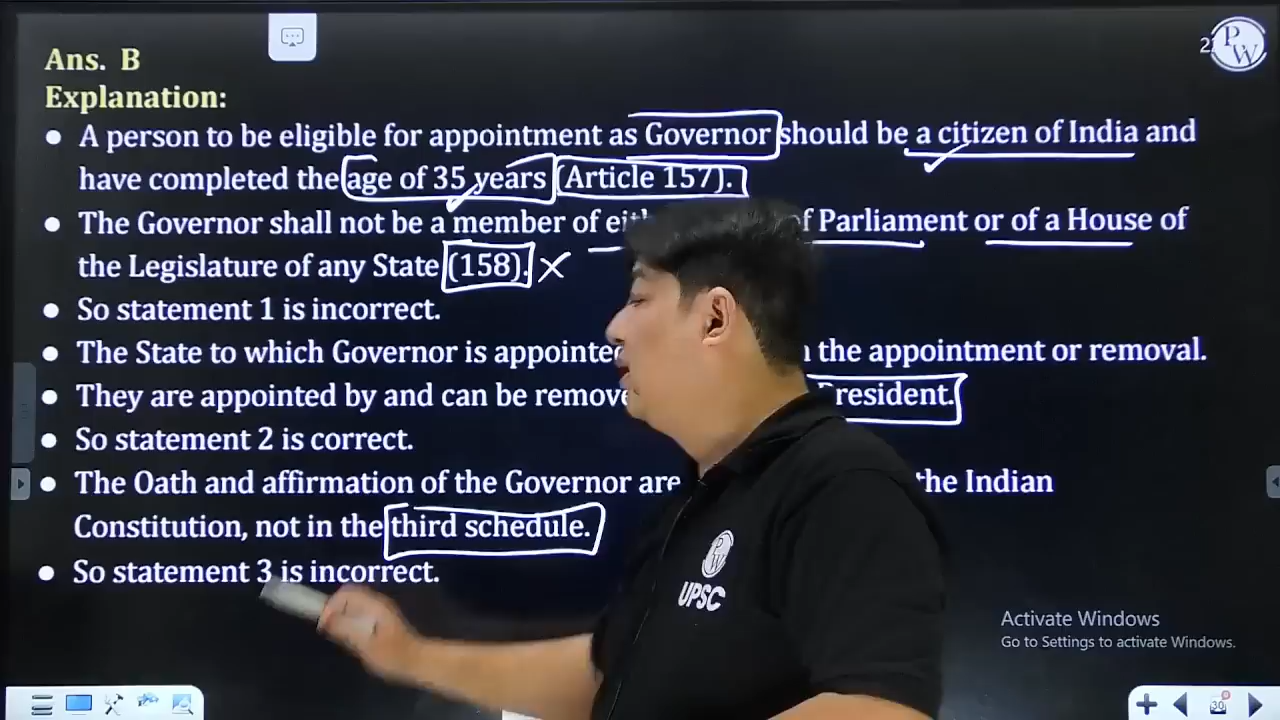 Ans. B
Explanation:
A person to be eligible for appointment as Governor should be a citizen of India and
have completed the age of 35 years (Article 157).
The Governor shall not be a member of of Parliament or of a House of
the Legislature of any State (158).
So statement 1 is incorrect.
The State to which Governor is appointed the appointment or removal.
They are appointed by and can be remove President.
So statement 2 is correct.
The Oath and affirmation of the Governor are the Indian
Constitution, not in the third schedule.
So statement 3 is incorrect.
PW
PW
UPSC
Activate Windows
Go to Settings to activate Windows.
30